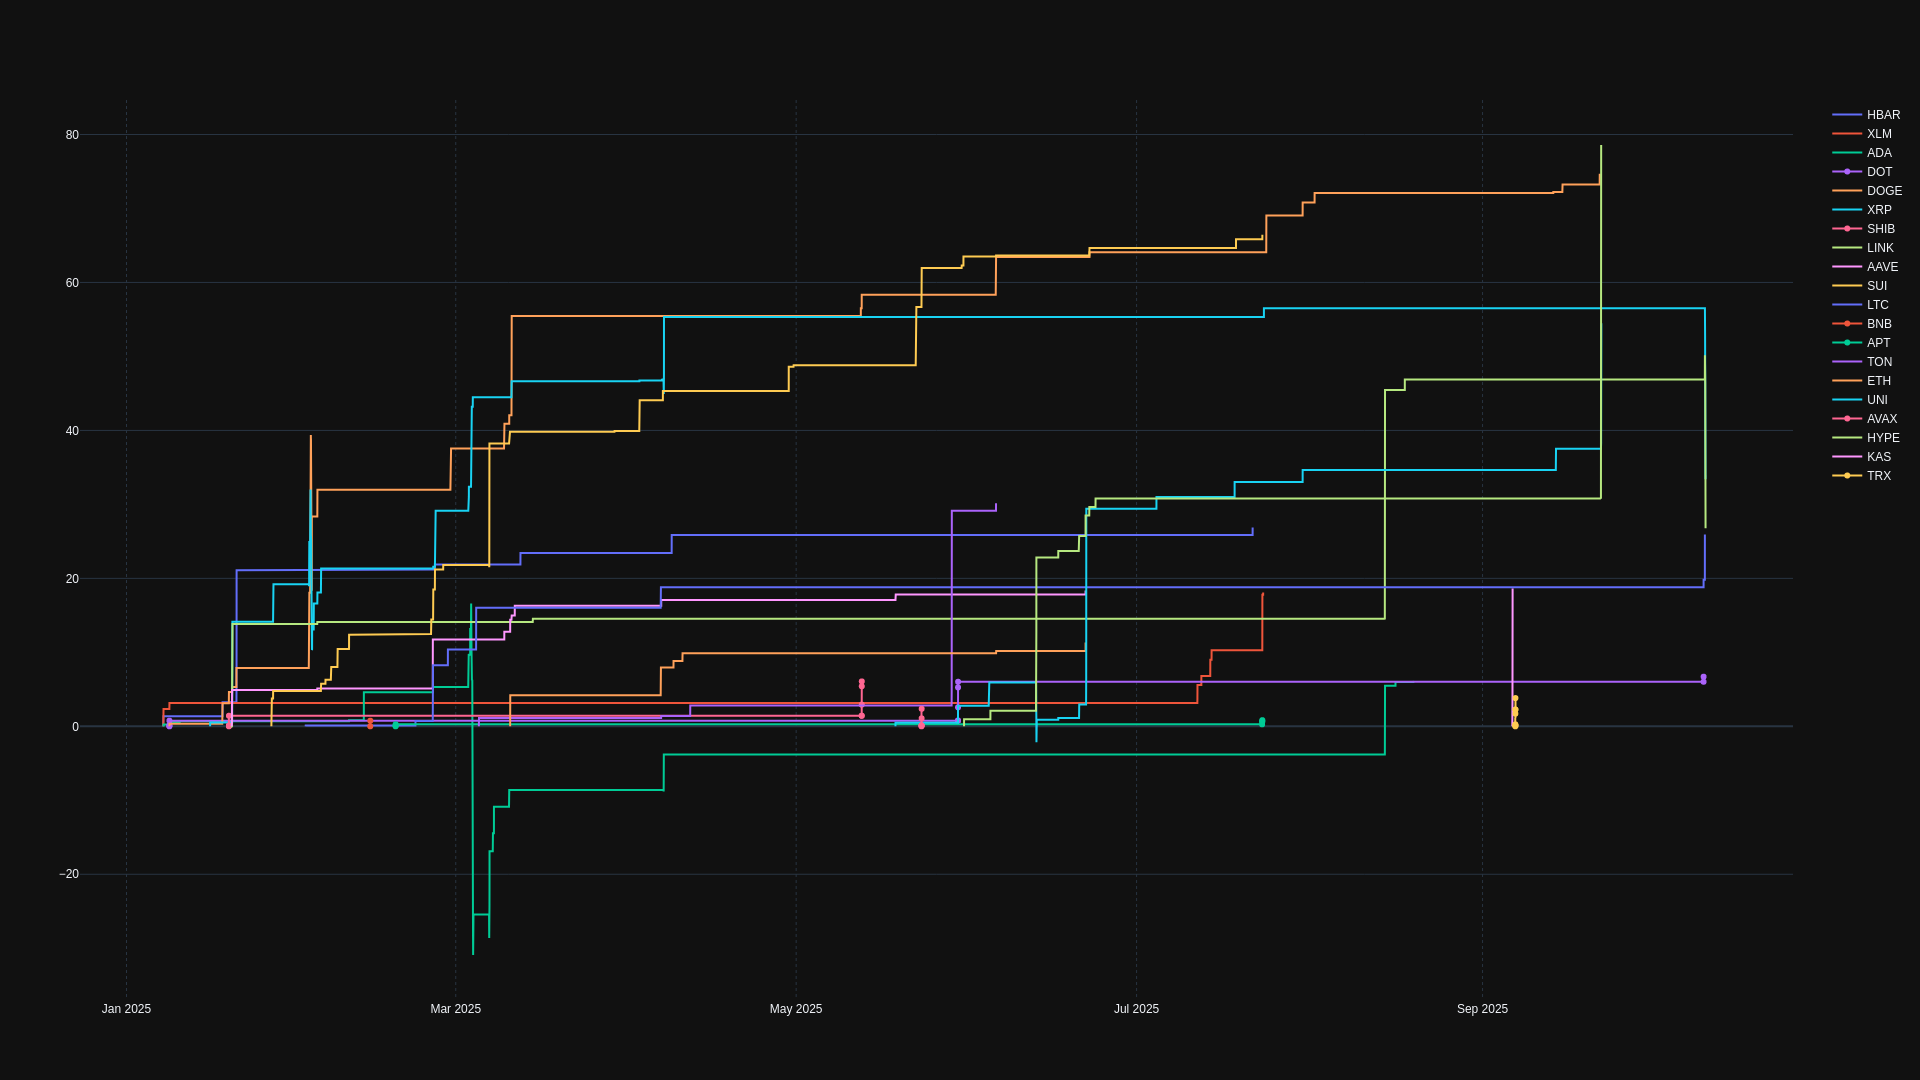 80
60
40
20
0
−20
Jan 2025
Mar 2025
May 2025
Jul 2025
Sep 2025
HBAR
XLM
ADA
DOT
DOGE
XRP
SHIB
LINK
AAVE
SUI
LTC
BNB
APT
TON
ETH
UNI
AVAX
HYPE
KAS
TRX